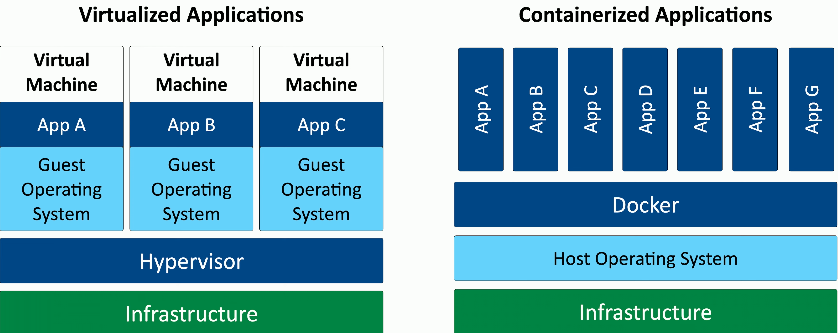 Virtualized Applications
Virtual
Machine
App A
Guest
Operating
System
Virtual
Machine
App B
Guest
Operating
System
Virtual
Machine
App C
Guest
Operating
System
Hypervisor
Infrastructure
Containerized Applications
App A
App B
App C
App D
App E
App F
App G
Docker
Host Operating System
Infrastructure